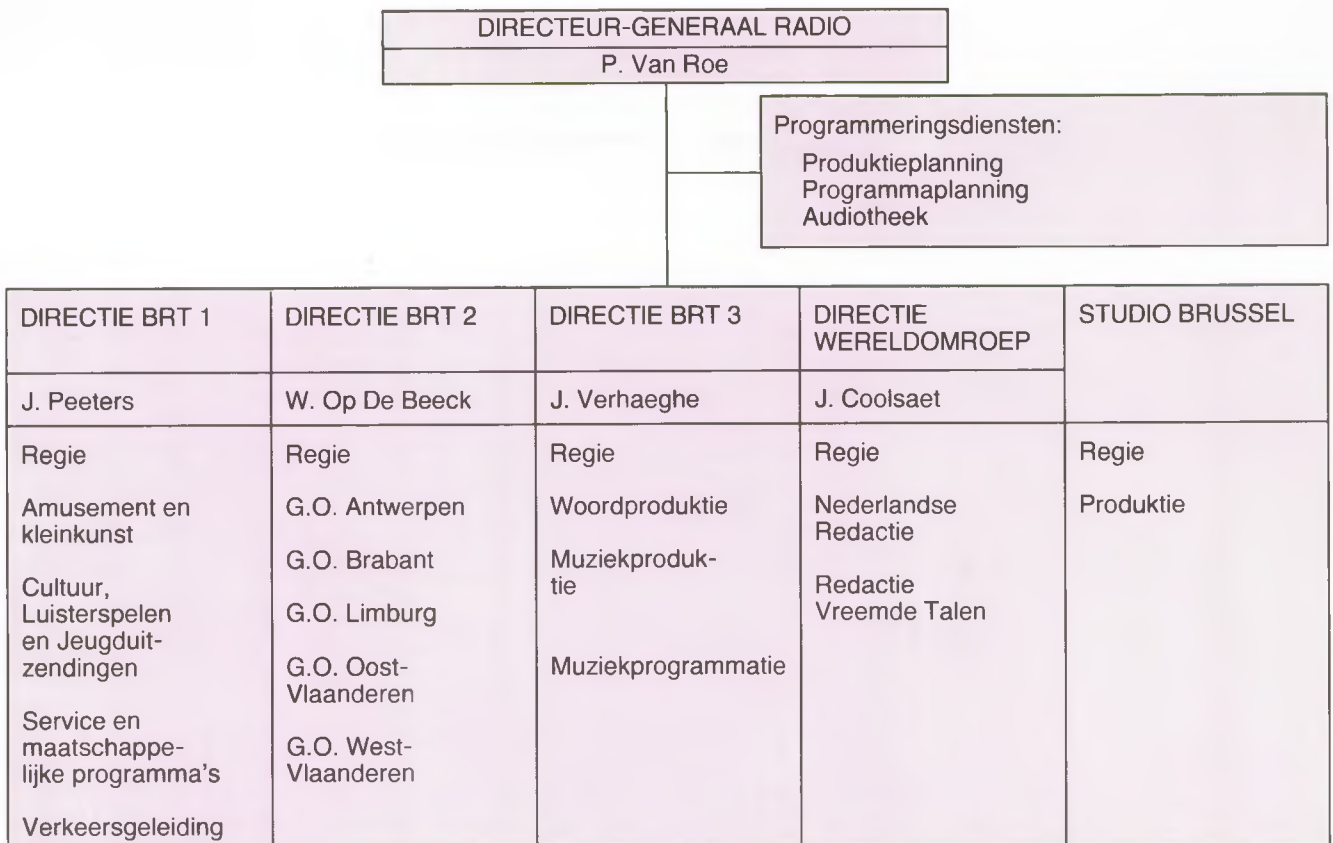 DIRECTEUR-GENERAAL RADIO
P. Van Roe
Programmeringsdiensten:
Produktieplanning
Programmaplanning
Audiotheek
DIRECTIE BRT 1
J. Peeters
Regie
Amusement en
kleinkunst
Cultuur,
Luisterspelen
en Jeugduit-
zendingen
Service en
maatschappe-
lijke programma's
Verkeersgeleiding
DIRECTIE BRT 2
W. Op De Beeck
Regie
G.O. Antwerpen
G.O. Brabant
G.O. Limburg
G.O. Oost-
Vlaanderen
G.O. West-
Vlaanderen
DIRECTIE BRT 3
J. Verhaeghe
Regie
Woordproduktie
Muziekproduk-
tie
Muziekprogrammatie
DIRECTIE
WERELDOMROEP
J. Coolsaet
Regie
Nederlandse
Redactie
Redactie
Vreemde Talen
STUDIO BRUSSEL
Regie
Produktie